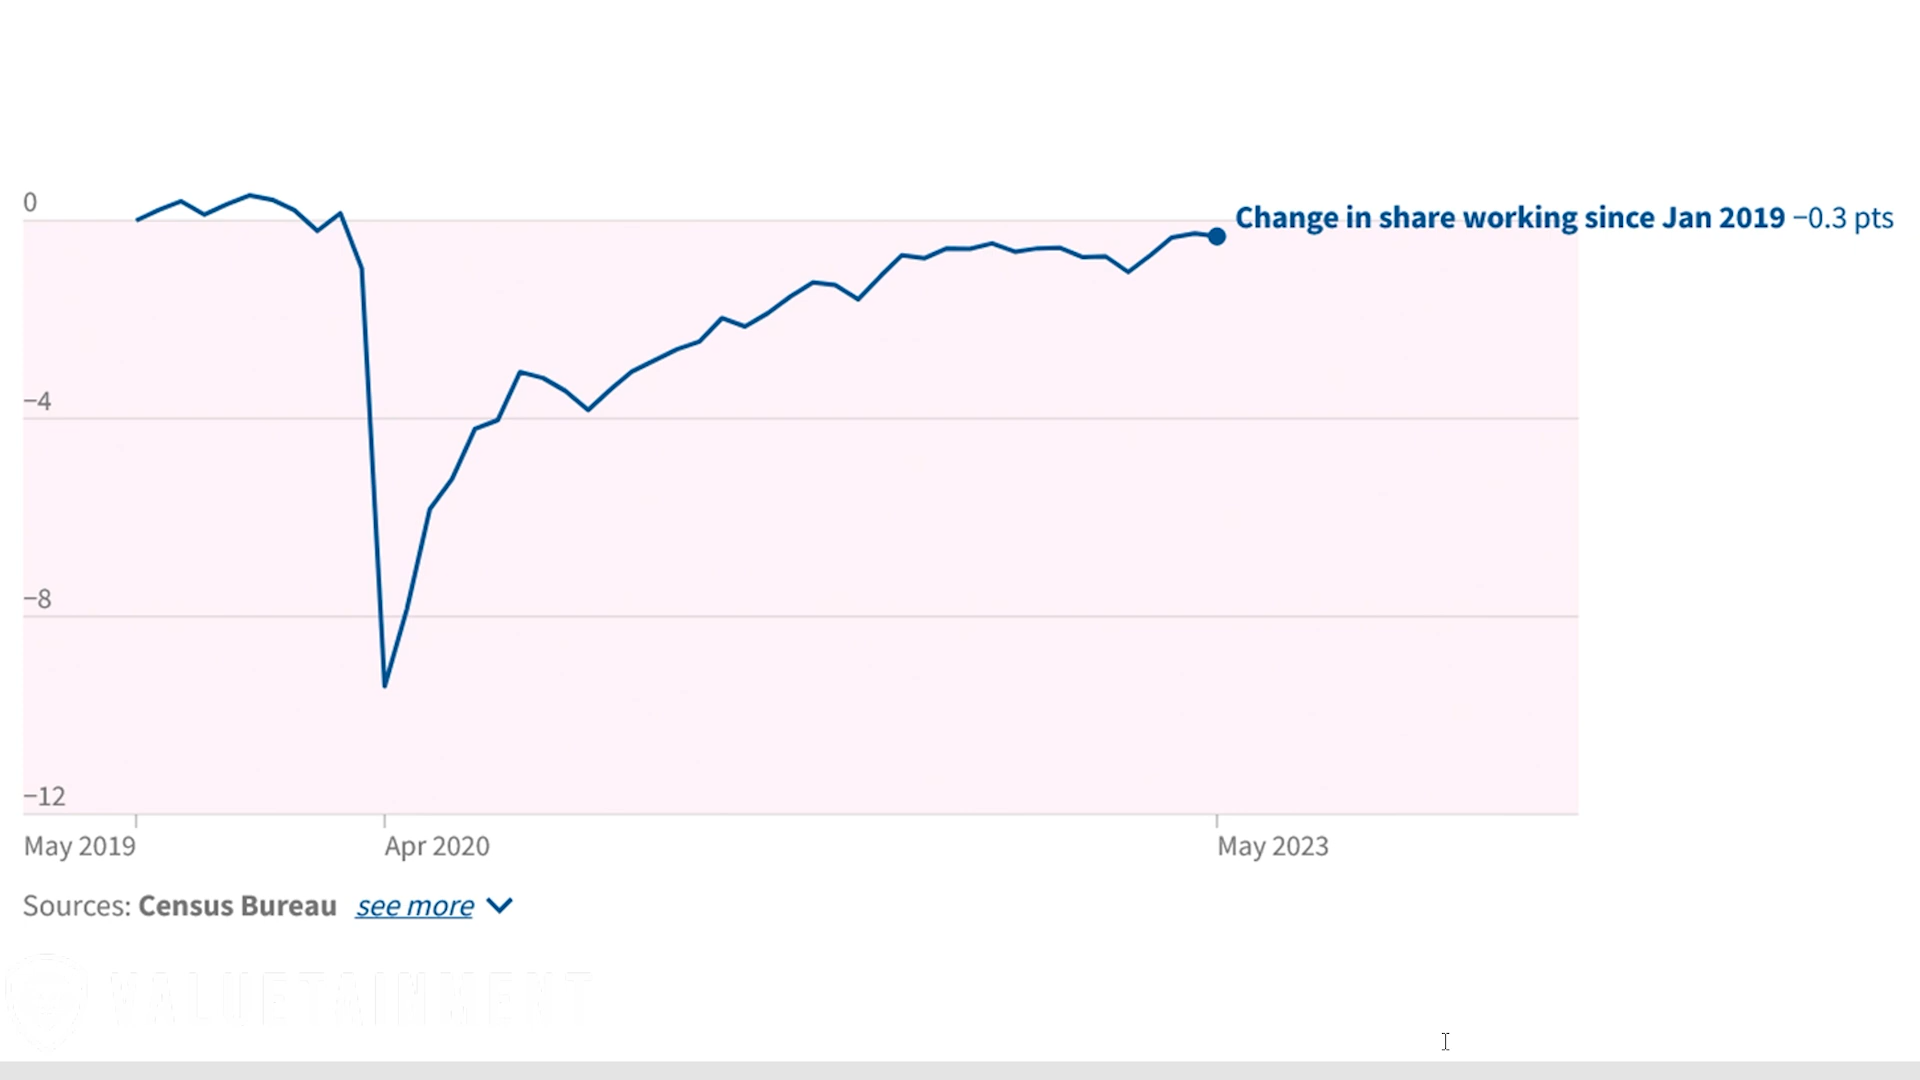 0
Change in share working since Jan 2019 −0.3 pts
−4
−8
−12
May 2019
Apr 2020
May 2023
Sources: Census Bureau see more
VALUETAINMENT